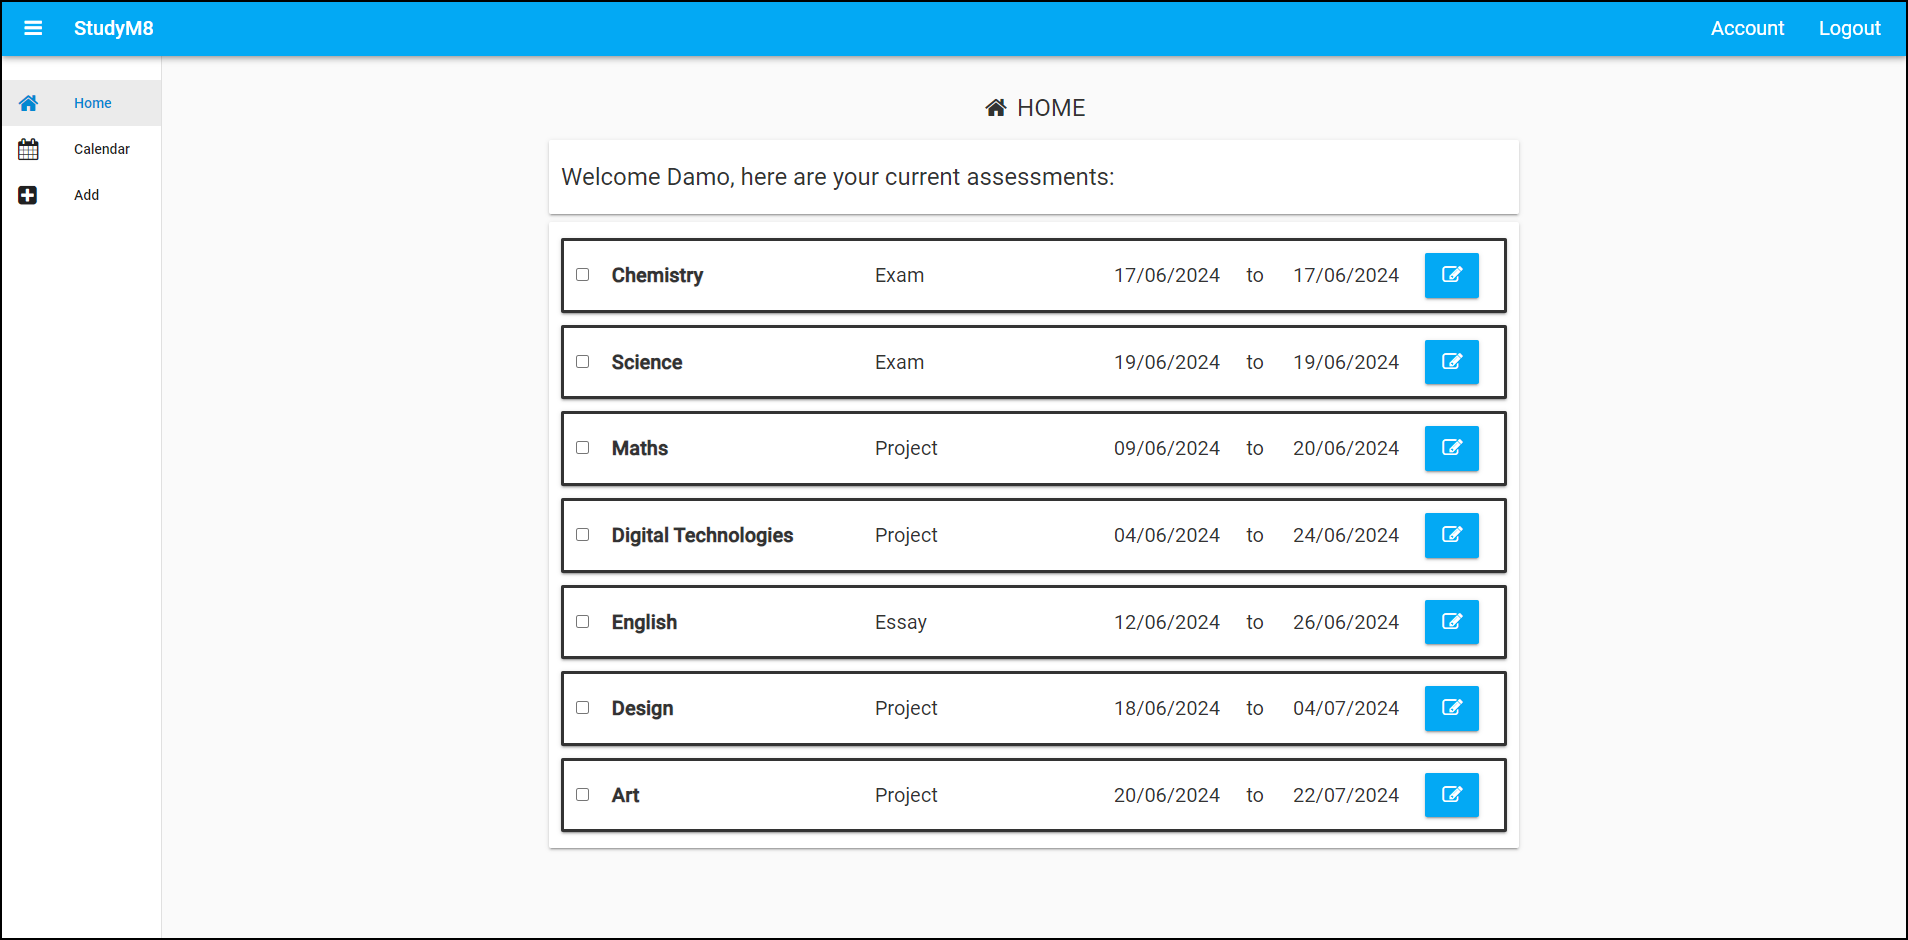 StudyM8 Account Logout
Home
Calendar
Add
HOME
Welcome Damo, here are your current assessments:
Chemistry Exam 17/06/2024 to 17/06/2024
Science Exam 19/06/2024 to 19/06/2024
Maths Project 09/06/2024 to 20/06/2024
Digital Technologies Project 04/06/2024 to 24/06/2024
English Essay 12/06/2024 to 26/06/2024
Design Project 18/06/2024 to 04/07/2024
Art Project 20/06/2024 to 22/07/2024